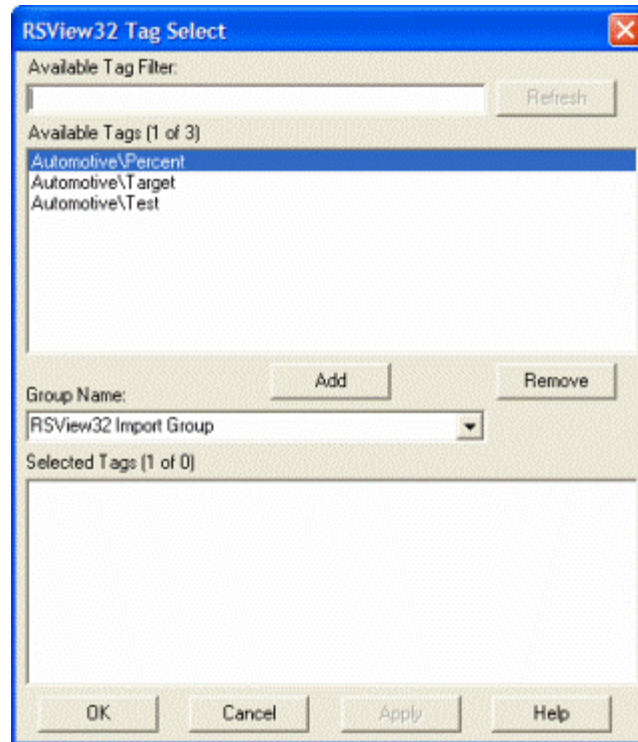 RSView32 Tag Select
Available Tag Filter:
Refresh
Available Tags (1 of 3)
Automotive\Percent
Automotive\Target
Automotive\Test
Add
Remove
Group Name:
RSView32 Import Group
Selected Tags (1 of 0)
OK
Cancel
Apply
Help